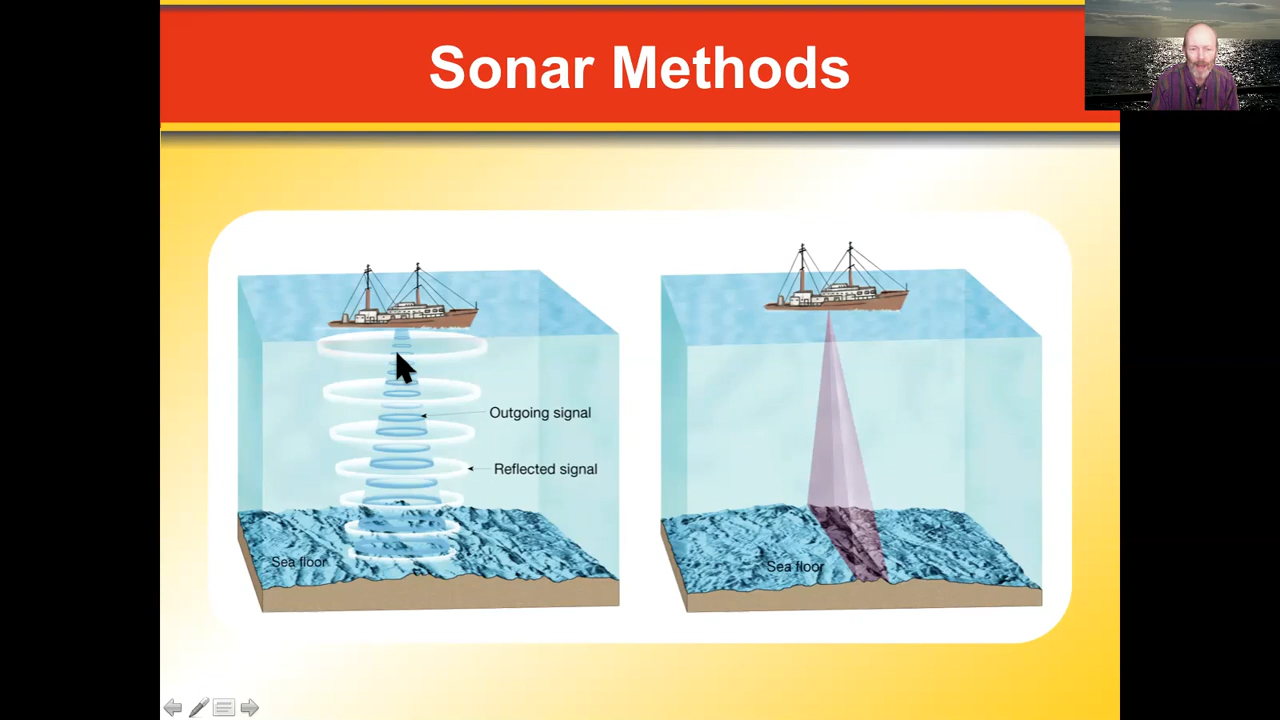 Sonar Methods
Outgoing signal
Reflected signal
Sea floor
Sea floor